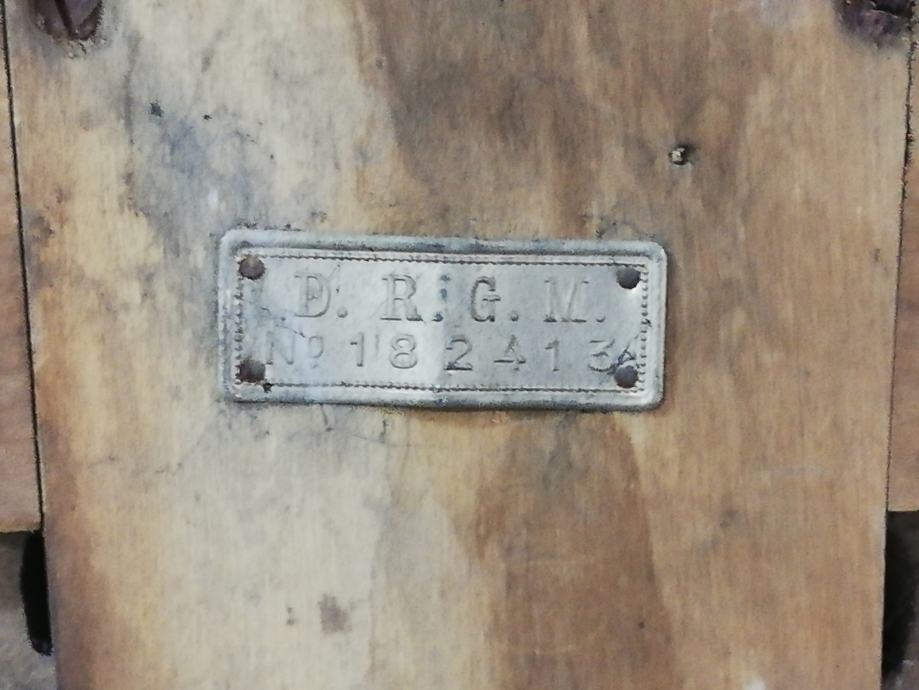 D. R. G. M.
No 182413